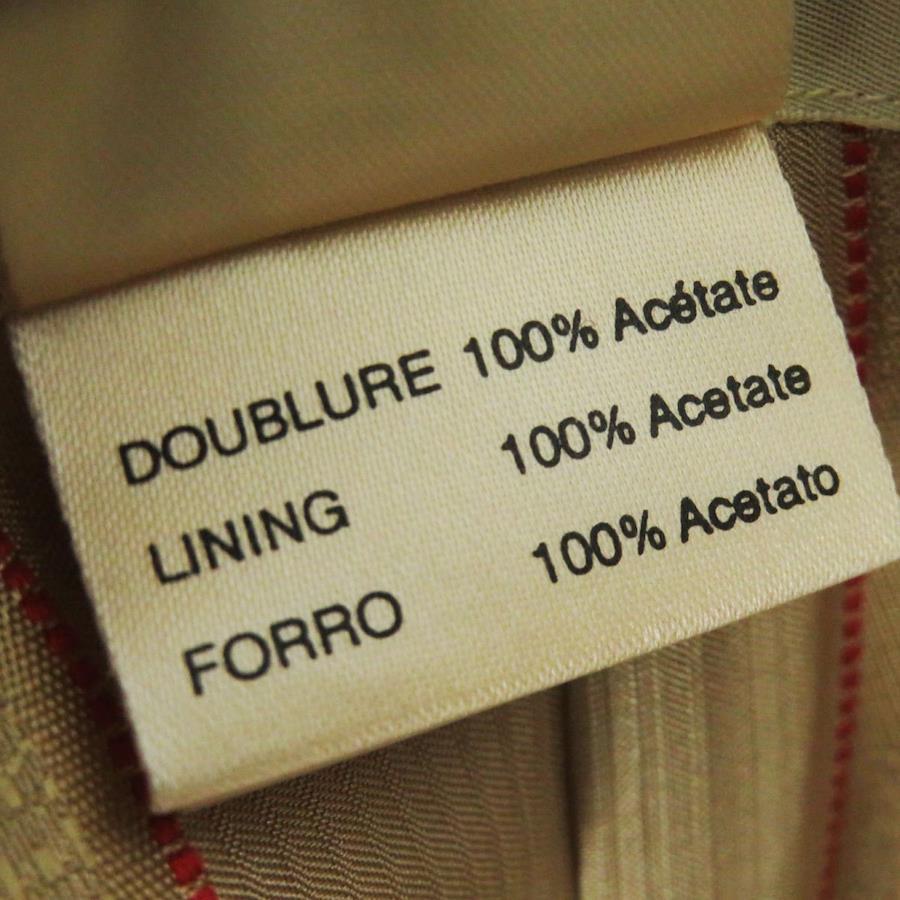 DOUBLURE 100% Acétate
LINING 100% Acetate
FORRO 100% Acetato